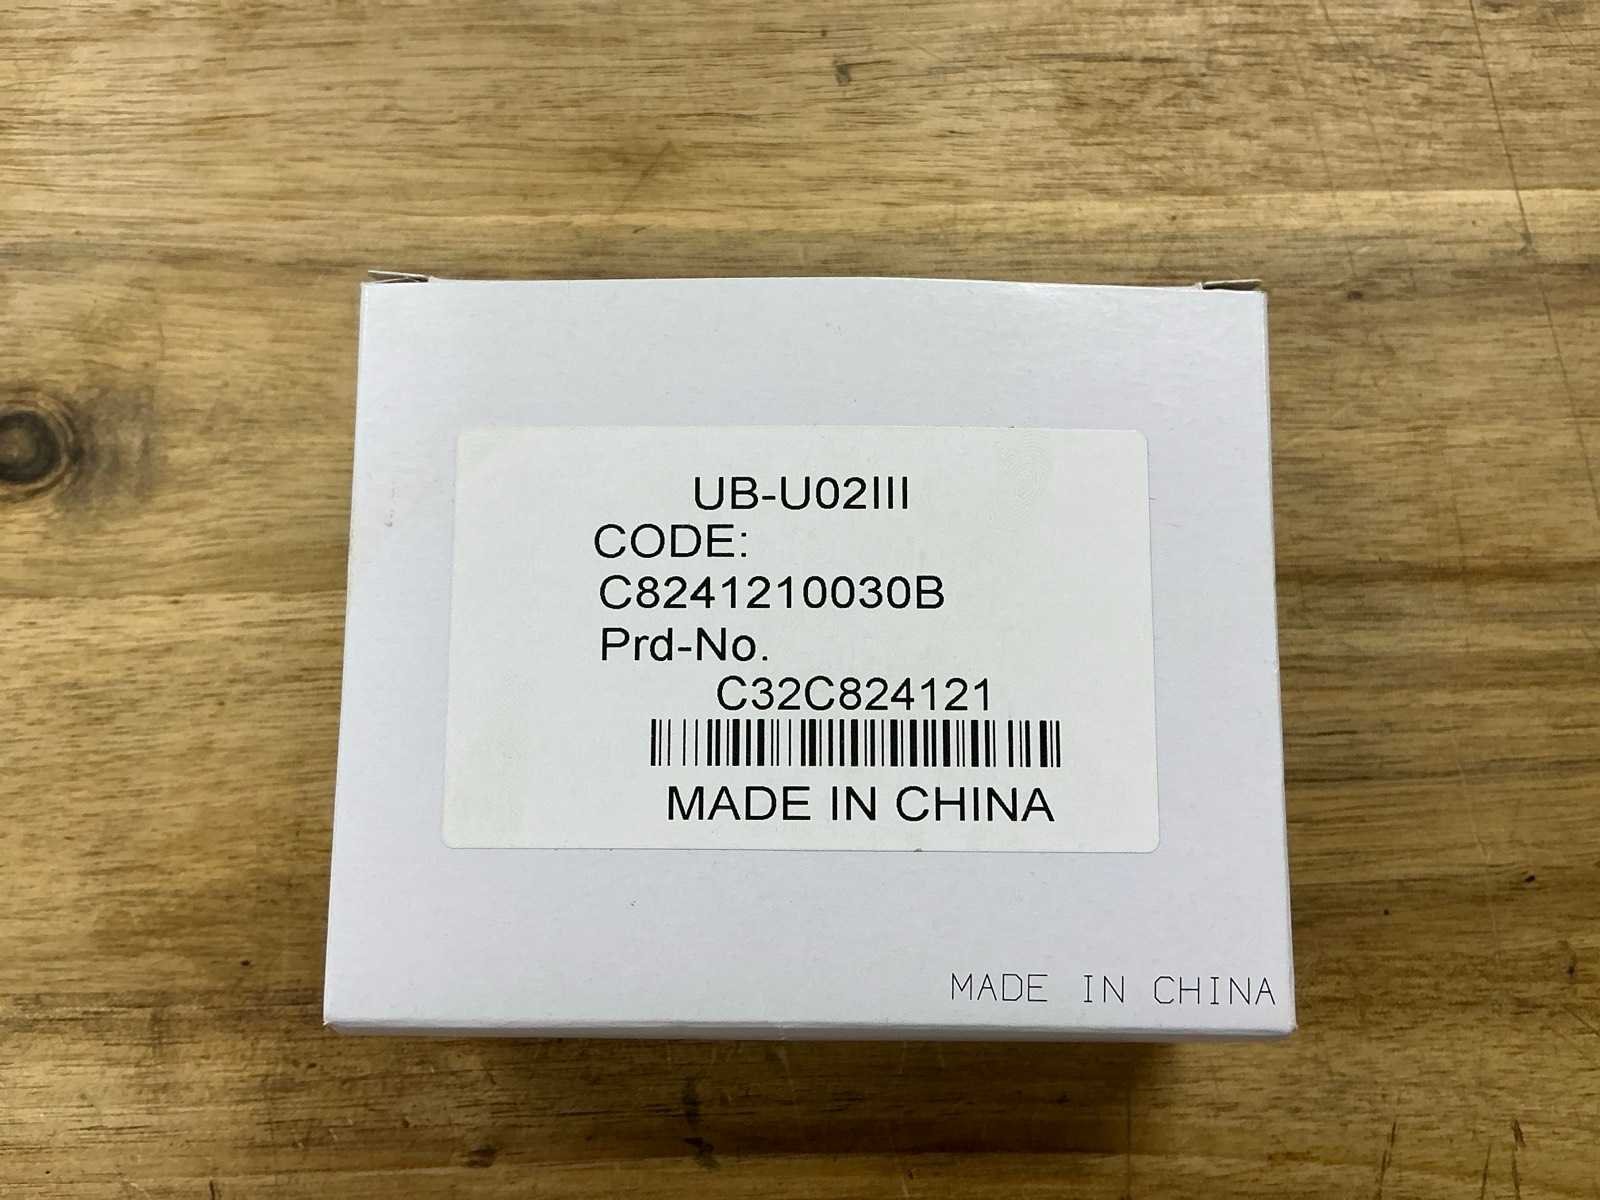 UB-U02III
CODE:
C8241210030B
Prd-No.
C32C824121
MADE IN CHINA
MADE IN CHINA